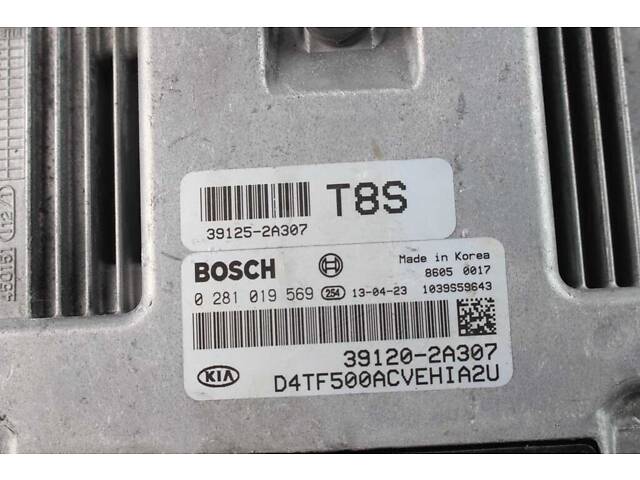 T8S
39125-2A307
BOSCH
Made in Korea
8605 0017
0 281 019 569 254 13-04-23 1039S59643
39120-2A307
KIA
D4TF500ACVEHIA2U